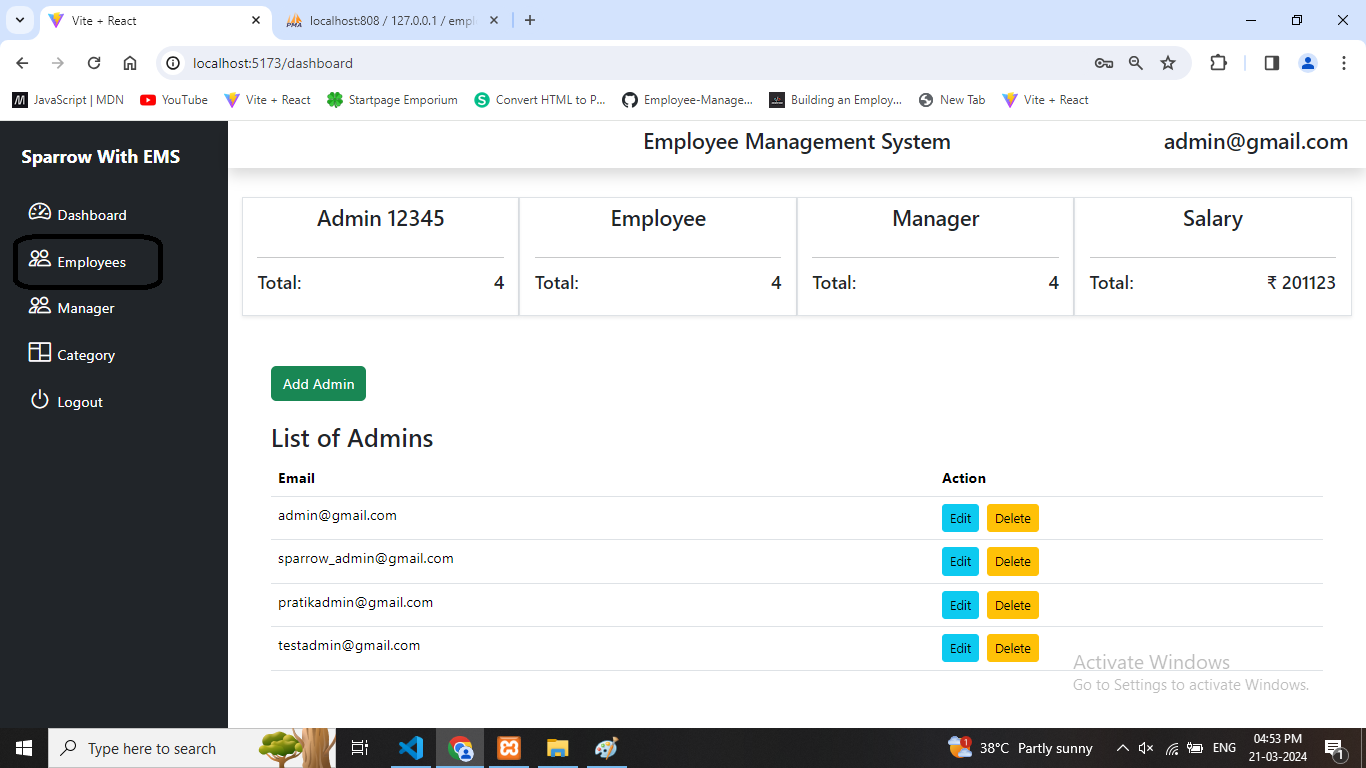 Vite + React
localhost:808 / 127.0.0.1 / empl
localhost:5173/dashboard
JavaScript | MDN
YouTube
Vite + React
Startpage Emporium
Convert HTML to P...
Employee-Manage...
Building an Employ...
New Tab
Vite + React
Sparrow With EMS
Dashboard
Employees
Manager
Category
Logout
Employee Management System
admin@gmail.com
Admin 12345
Total: 4
Employee
Total: 4
Manager
Total: 4
Salary
Total: ₹ 201123
Add Admin
List of Admins
Email Action
admin@gmail.com Edit Delete
sparrow_admin@gmail.com Edit Delete
pratikadmin@gmail.com Edit Delete
testadmin@gmail.com Edit Delete
Activate Windows
Go to Settings to activate Windows.
Type here to search
1
38°C Partly sunny
ENG
04:53 PM
21-03-2024
1